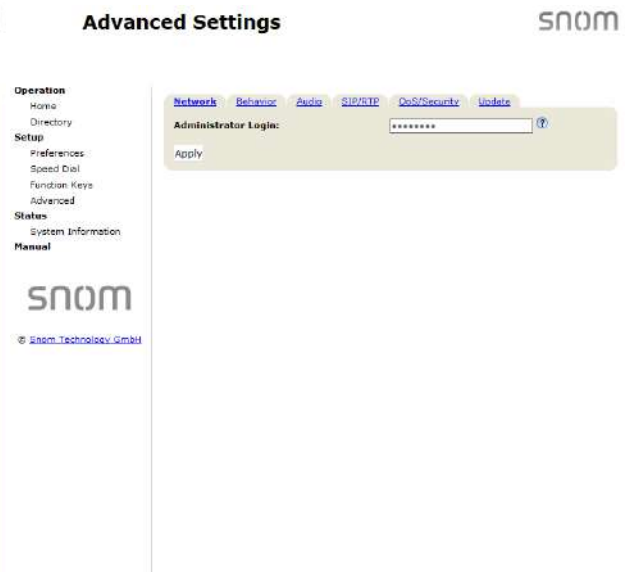 Advanced Settings
snom
Operation
Home
Directory
Setup
Preferences
Speed Dial
Function Keys
Advanced
Status
System Information
Manual
snom
© Snom Technology GmbH
Network Behavior Audio SIP/RTP QoS/Security Update
Administrator Login: ******** ?
Apply